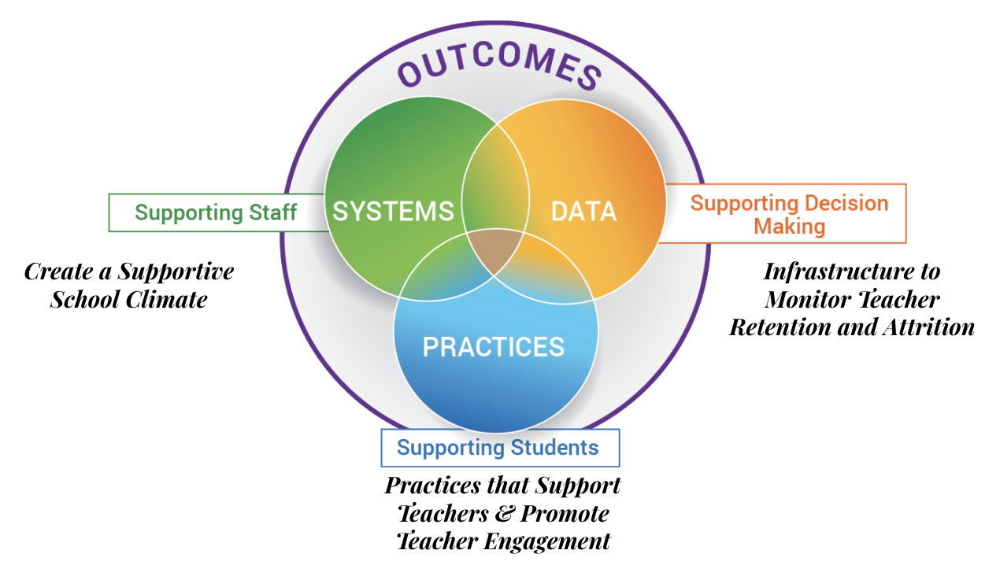 OUTCOMES
SYSTEMS
DATA
PRACTICES
Supporting Staff
Create a Supportive
School Climate
Supporting Decision
Making
Infrastructure to
Monitor Teacher
Retention and Attrition
Supporting Students
Practices that Support
Teachers & Promote
Teacher Engagement